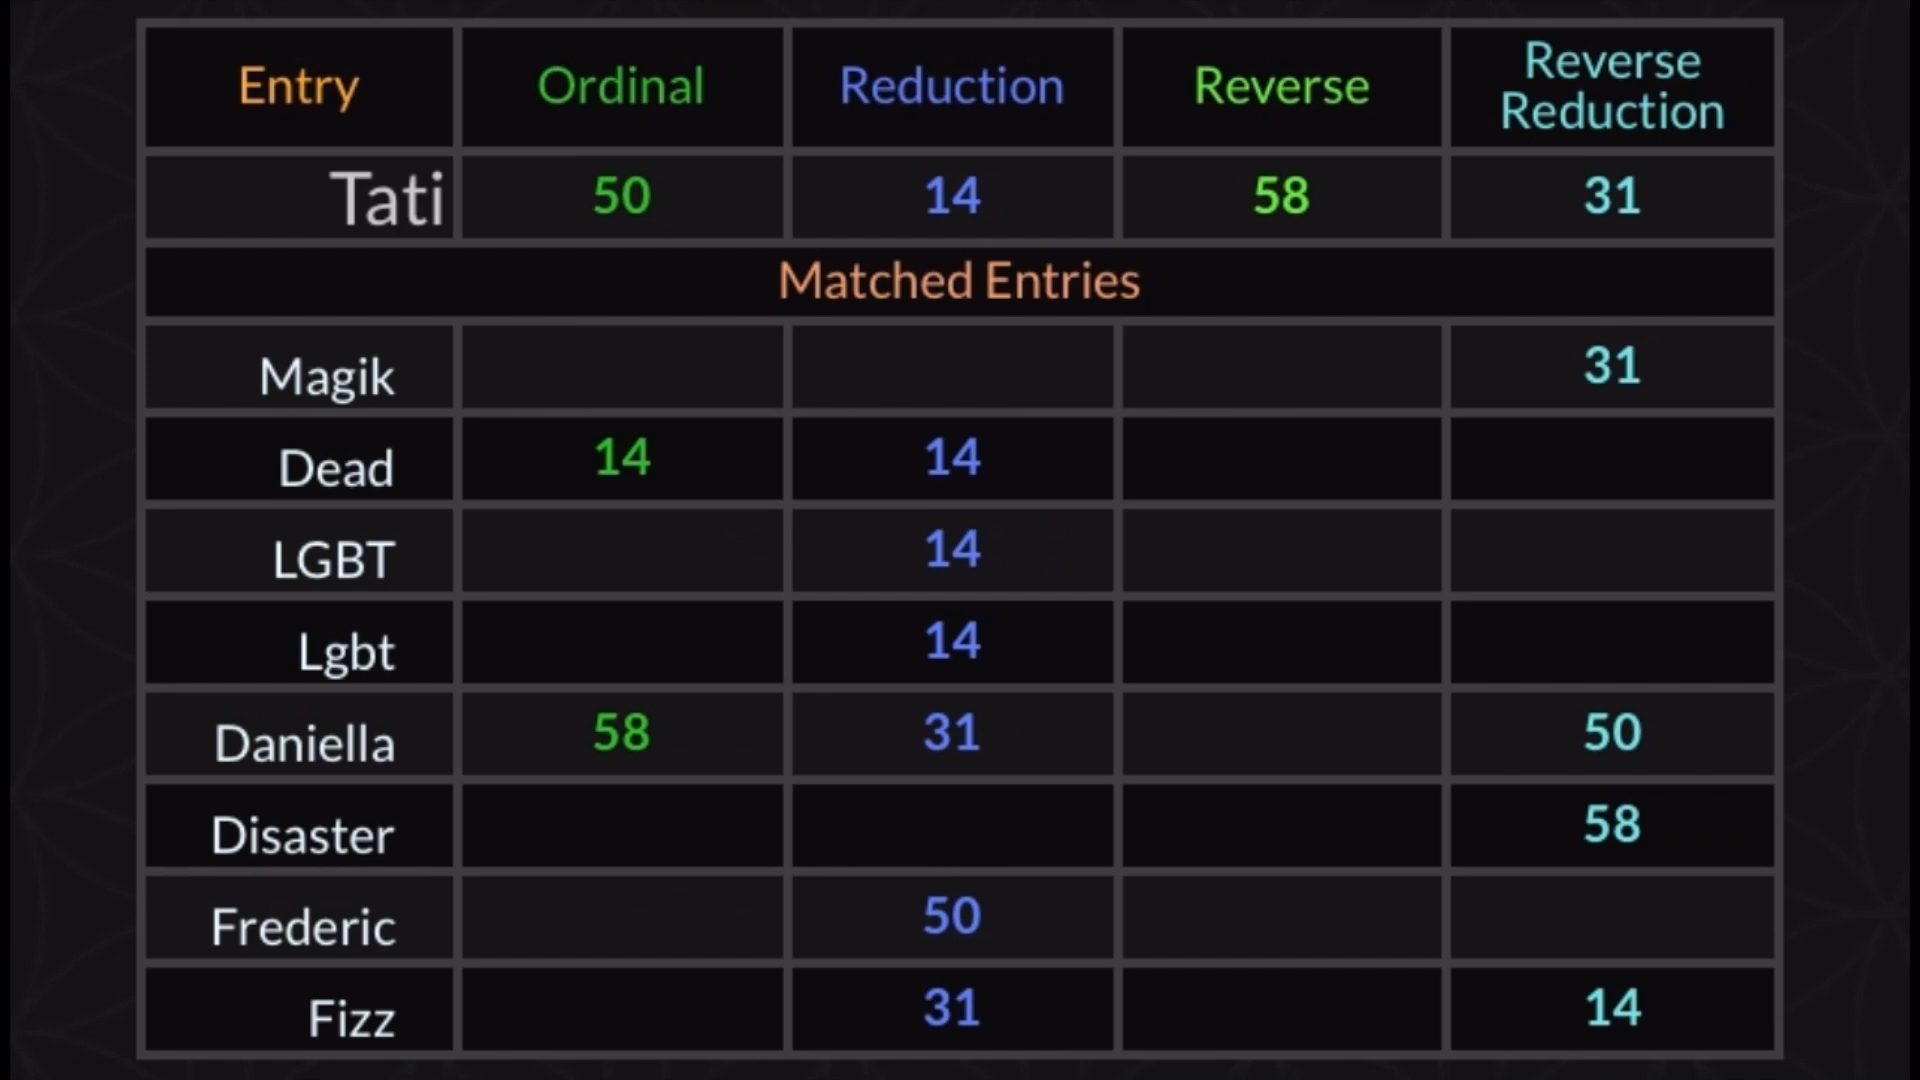 Entry Ordinal Reduction Reverse Reverse Reduction
Tati 50 14 58 31
Matched Entries
Magik 31
Dead 14 14
LGBT 14
Lgbt 14
Daniella 58 31 50
Disaster 58
Frederic 50
Fizz 31 14